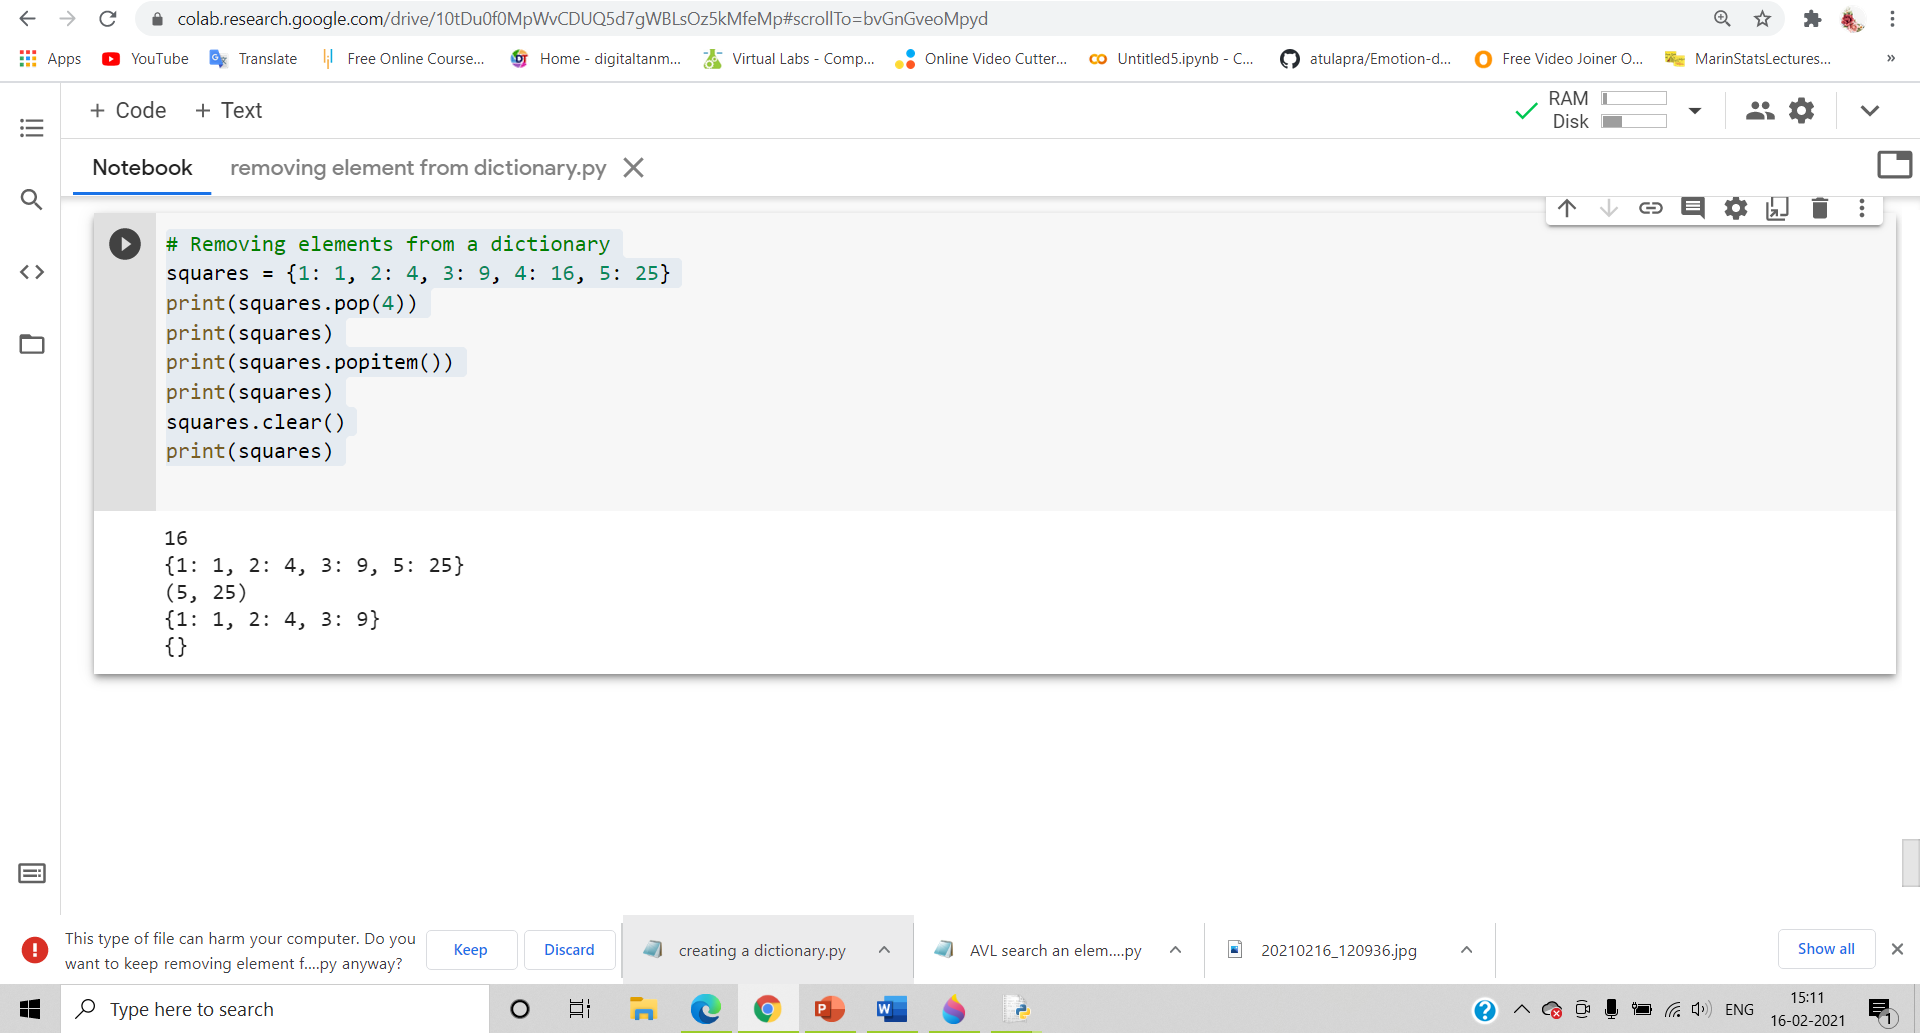 colab.research.google.com/drive/10tDu0f0MpWvCDUQ5d7gWBLsOz5kMfeMp#scrollTo=bvGnGveoMpyd
Apps YouTube Translate Free Online Course... Home - digitaltanm... Virtual Labs - Comp... Online Video Cutter... Untitled5.ipynb - C... atulapra/Emotion-d... Free Video Joiner O... MarinStatsLectures... »
+ Code + Text RAM
Disk
Notebook removing element from dictionary.py
# Removing elements from a dictionary
squares = {1: 1, 2: 4, 3: 9, 4: 16, 5: 25}
print(squares.pop(4))
print(squares)
print(squares.popitem())
print(squares)
squares.clear()
print(squares)
16
{1: 1, 2: 4, 3: 9, 5: 25}
(5, 25)
{1: 1, 2: 4, 3: 9}
{}
This type of file can harm your computer. Do you
want to keep removing element f....py anyway?
Keep Discard creating a dictionary.py AVL search an elem....py 20210216_120936.jpg Show all
Type here to search ENG
15:11
16-02-2021
1